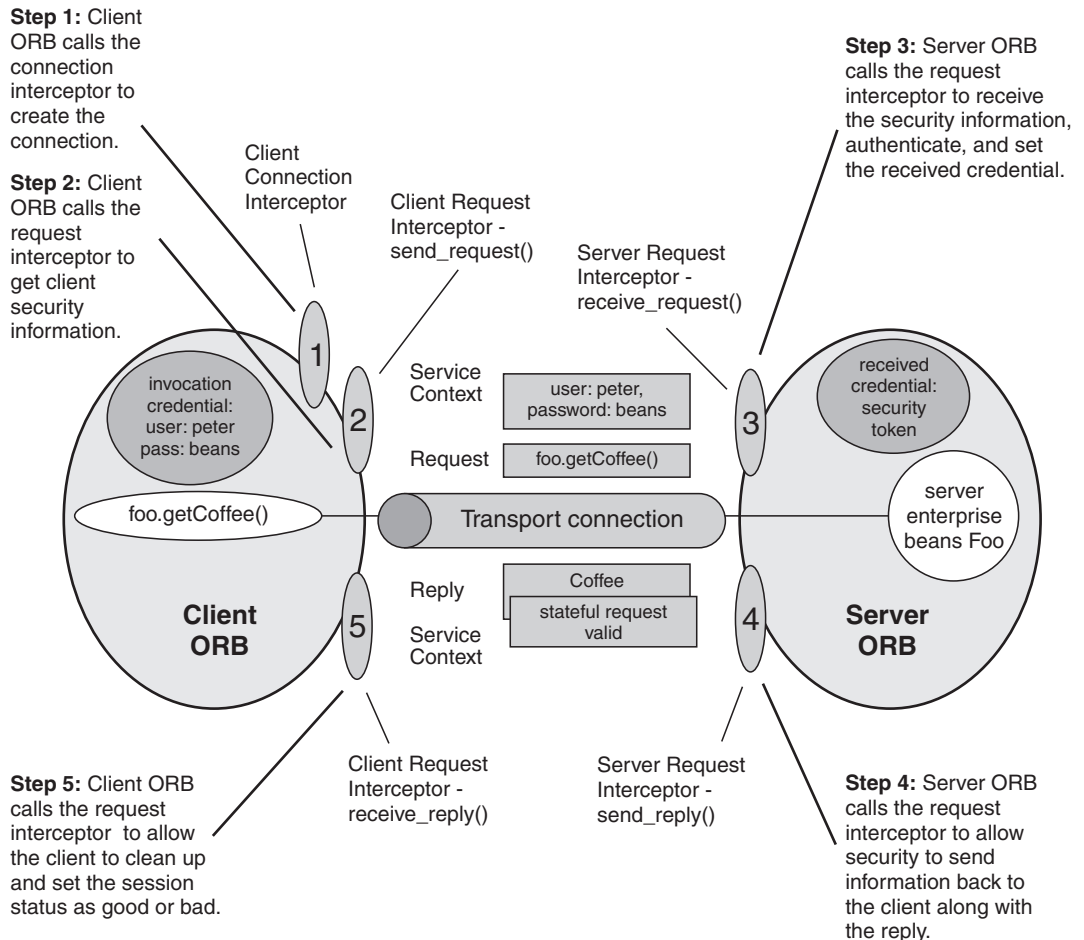 Step 1: Client
ORB calls the
connection
interceptor to
create the
connection.
Step 2: Client
ORB calls the
request
interceptor to
get client
security
information.
Client
Connection
Interceptor
Client Request
Interceptor -
send_request()
Server Request
Interceptor -
receive_request()
Step 3: Server ORB
calls the request
interceptor to receive
the security information,
authenticate, and set
the received credential.
1
2
3
invocation
credential:
user: peter
pass: beans
Service
Context
user: peter,
password: beans
received
credential:
security
token
Request
foo.getCoffee()
foo.getCoffee()
Transport connection
server
enterprise
beans Foo
Client
ORB
5
Reply
Coffee
Service
Context
stateful request
valid
4
Server
ORB
Client Request
Interceptor -
receive_reply()
Server Request
Interceptor -
send_reply()
Step 5: Client ORB
calls the request
interceptor to allow
the client to clean up
and set the session
status as good or bad.
Step 4: Server ORB
calls the request
interceptor to allow
security to send
information back to
the client along with
the reply.